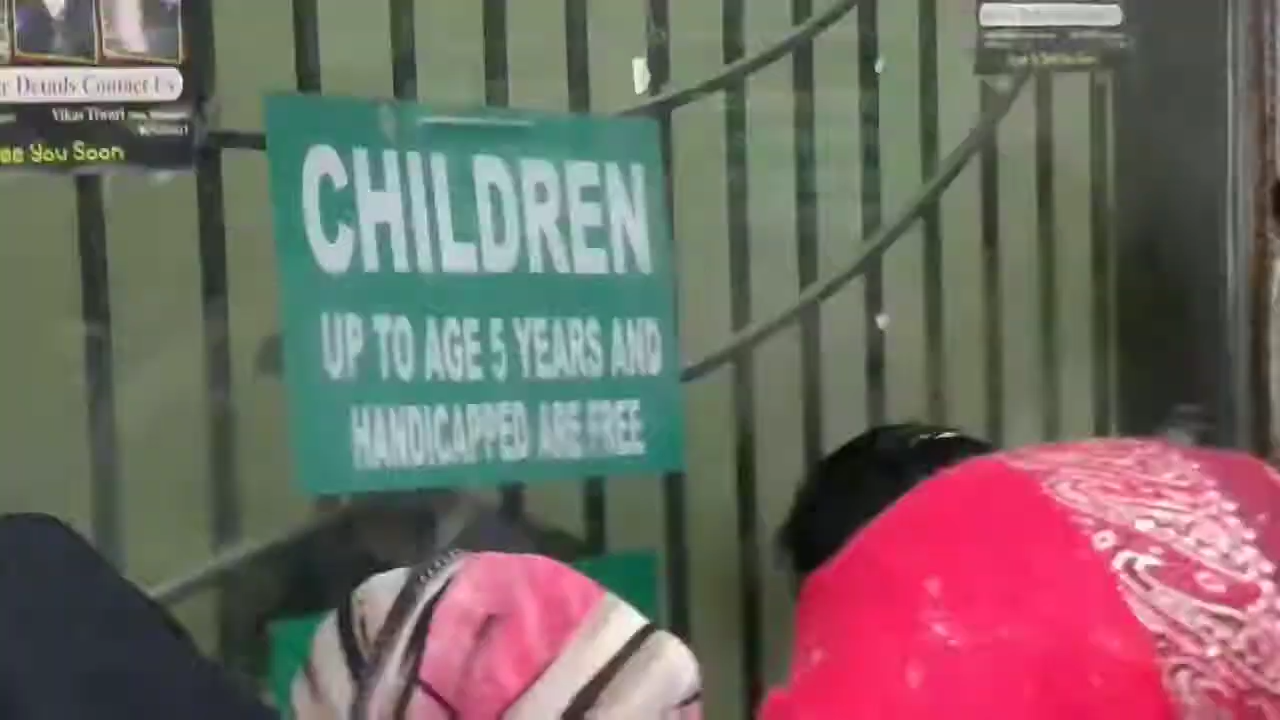 r Details Contact Us
Vikas Tiwari
See You Soon
CHILDREN
UP TO AGE 5 YEARS AND
HANDICAPPED ARE FREE